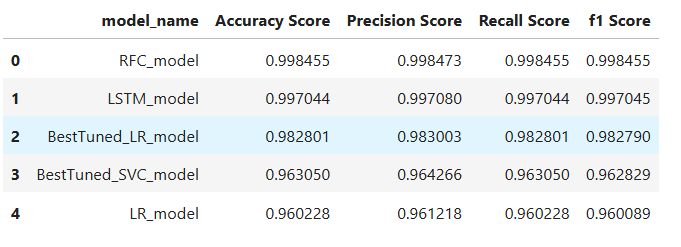 model_name Accuracy Score Precision Score Recall Score f1 Score
0 RFC_model 0.998455 0.998473 0.998455 0.998455
1 LSTM_model 0.997044 0.997080 0.997044 0.997045
2 BestTuned_LR_model 0.982801 0.983003 0.982801 0.982790
3 BestTuned_SVC_model 0.963050 0.964266 0.963050 0.962829
4 LR_model 0.960228 0.961218 0.960228 0.960089